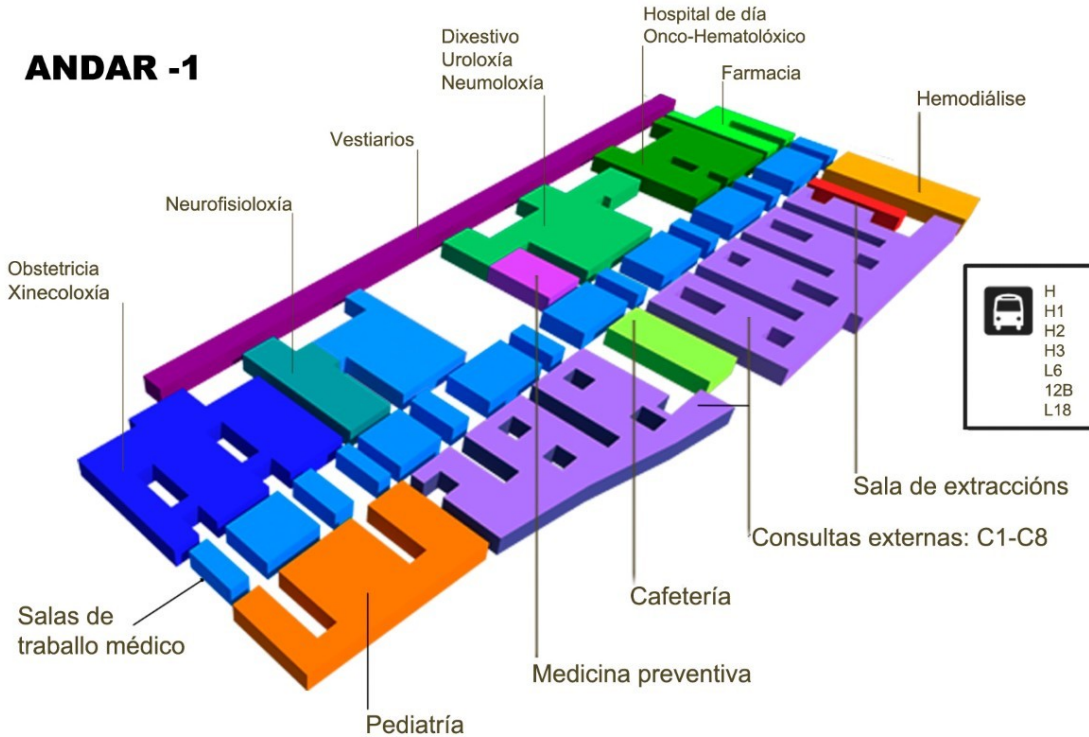 ANDAR -1
Hospital de día
Onco-Hematolóxico
Dixestivo
Uroloxía
Neumoloxía
Farmacia
Hemodiálise
Vestiarios
Neurofisioloxía
Obstetricia
Xinecoloxía
H
H1
H2
H3
L6
12B
L18
Sala de extraccións
Consultas externas: C1-C8
Cafetería
Salas de
traballo médico
Medicina preventiva
Pediatría